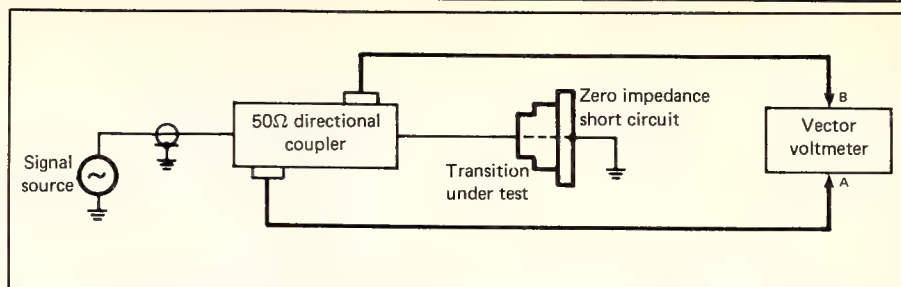 Signal
source
50Ω directional
coupler
Transition
under test
Zero impedance
short circuit
B
Vector
voltmeter
A